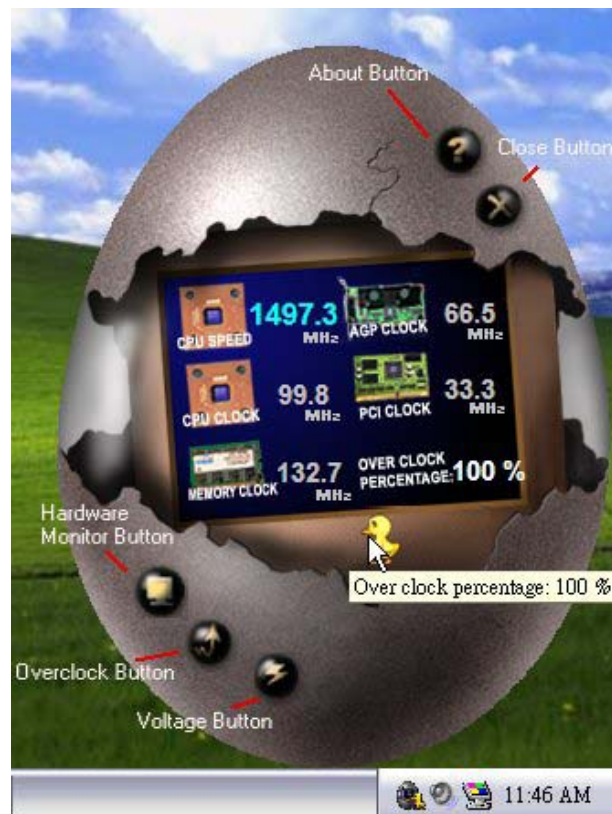 About Button
Close Button
1497.3 MHz
CPU SPEED
66.5 MHz
AGP CLOCK
99.8 MHz
CPU CLOCK
33.3 MHz
PCI CLOCK
132.7 MHz
MEMORY CLOCK
OVER CLOCK
PERCENTAGE: 100 %
Hardware
Monitor Button
Over clock percentage: 100 %
Overclock Button
Voltage Button
11:46 AM